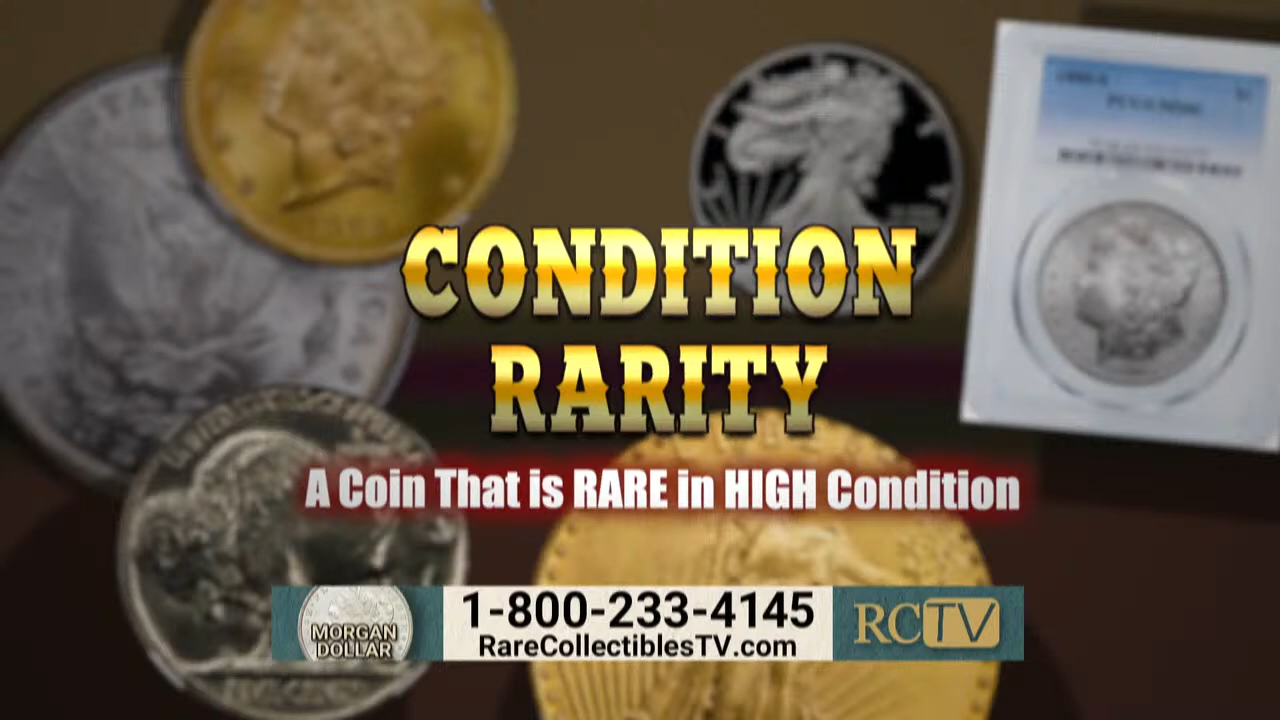 CONDITION
RARITY
A Coin That is RARE in HIGH Condition
MORGAN
DOLLAR
1-800-233-4145
RareCollectiblesTV.com
RCTV